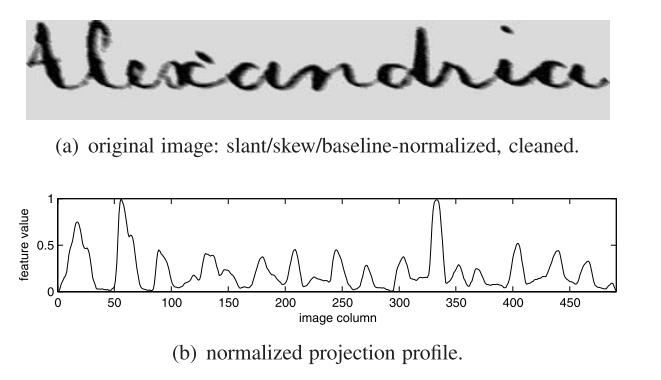 Alexandria
(a) original image: slant/skew/baseline-normalized, cleaned.
1
0.5
0
feature value
0 50 100 150 200 250 300 350 400 450
image column
(b) normalized projection profile.